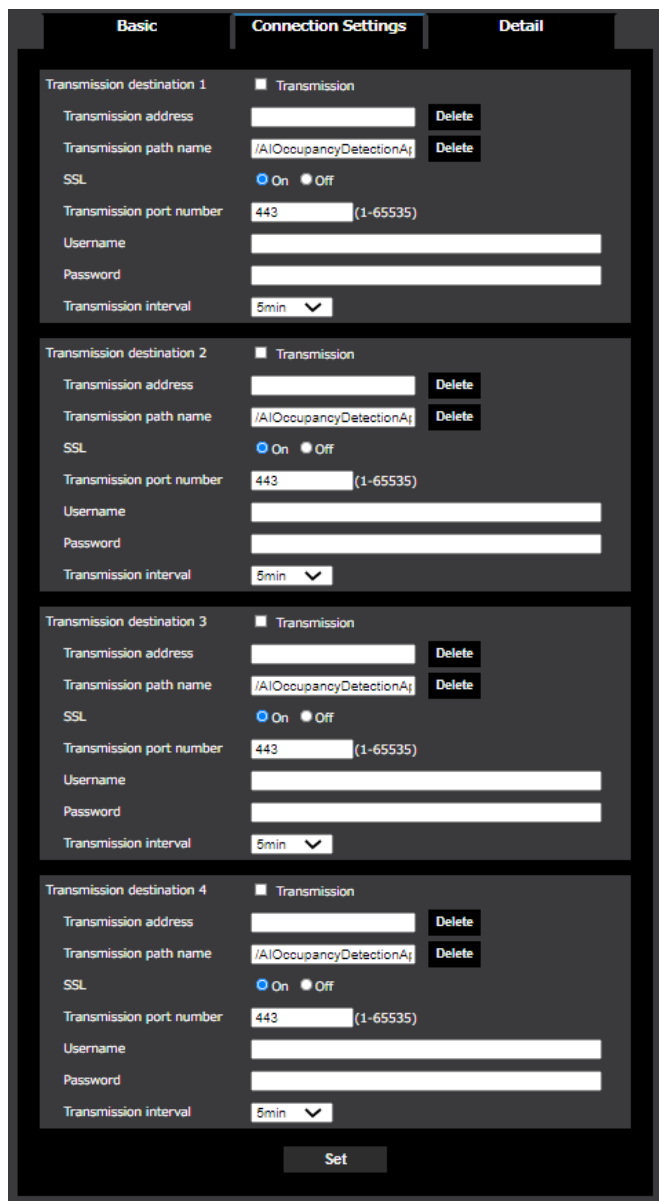 Basic Connection Settings Detail
Transmission destination 1 Transmission
Transmission address Delete
Transmission path name /AIOccupancyDetectionAp Delete
SSL On Off
Transmission port number 443 (1-65535)
Username
Password
Transmission interval 5min
Transmission destination 2 Transmission
Transmission address Delete
Transmission path name /AIOccupancyDetectionAp Delete
SSL On Off
Transmission port number 443 (1-65535)
Username
Password
Transmission interval 5min
Transmission destination 3 Transmission
Transmission address Delete
Transmission path name /AIOccupancyDetectionAp Delete
SSL On Off
Transmission port number 443 (1-65535)
Username
Password
Transmission interval 5min
Transmission destination 4 Transmission
Transmission address Delete
Transmission path name /AIOccupancyDetectionAp Delete
SSL On Off
Transmission port number 443 (1-65535)
Username
Password
Transmission interval 5min
Set